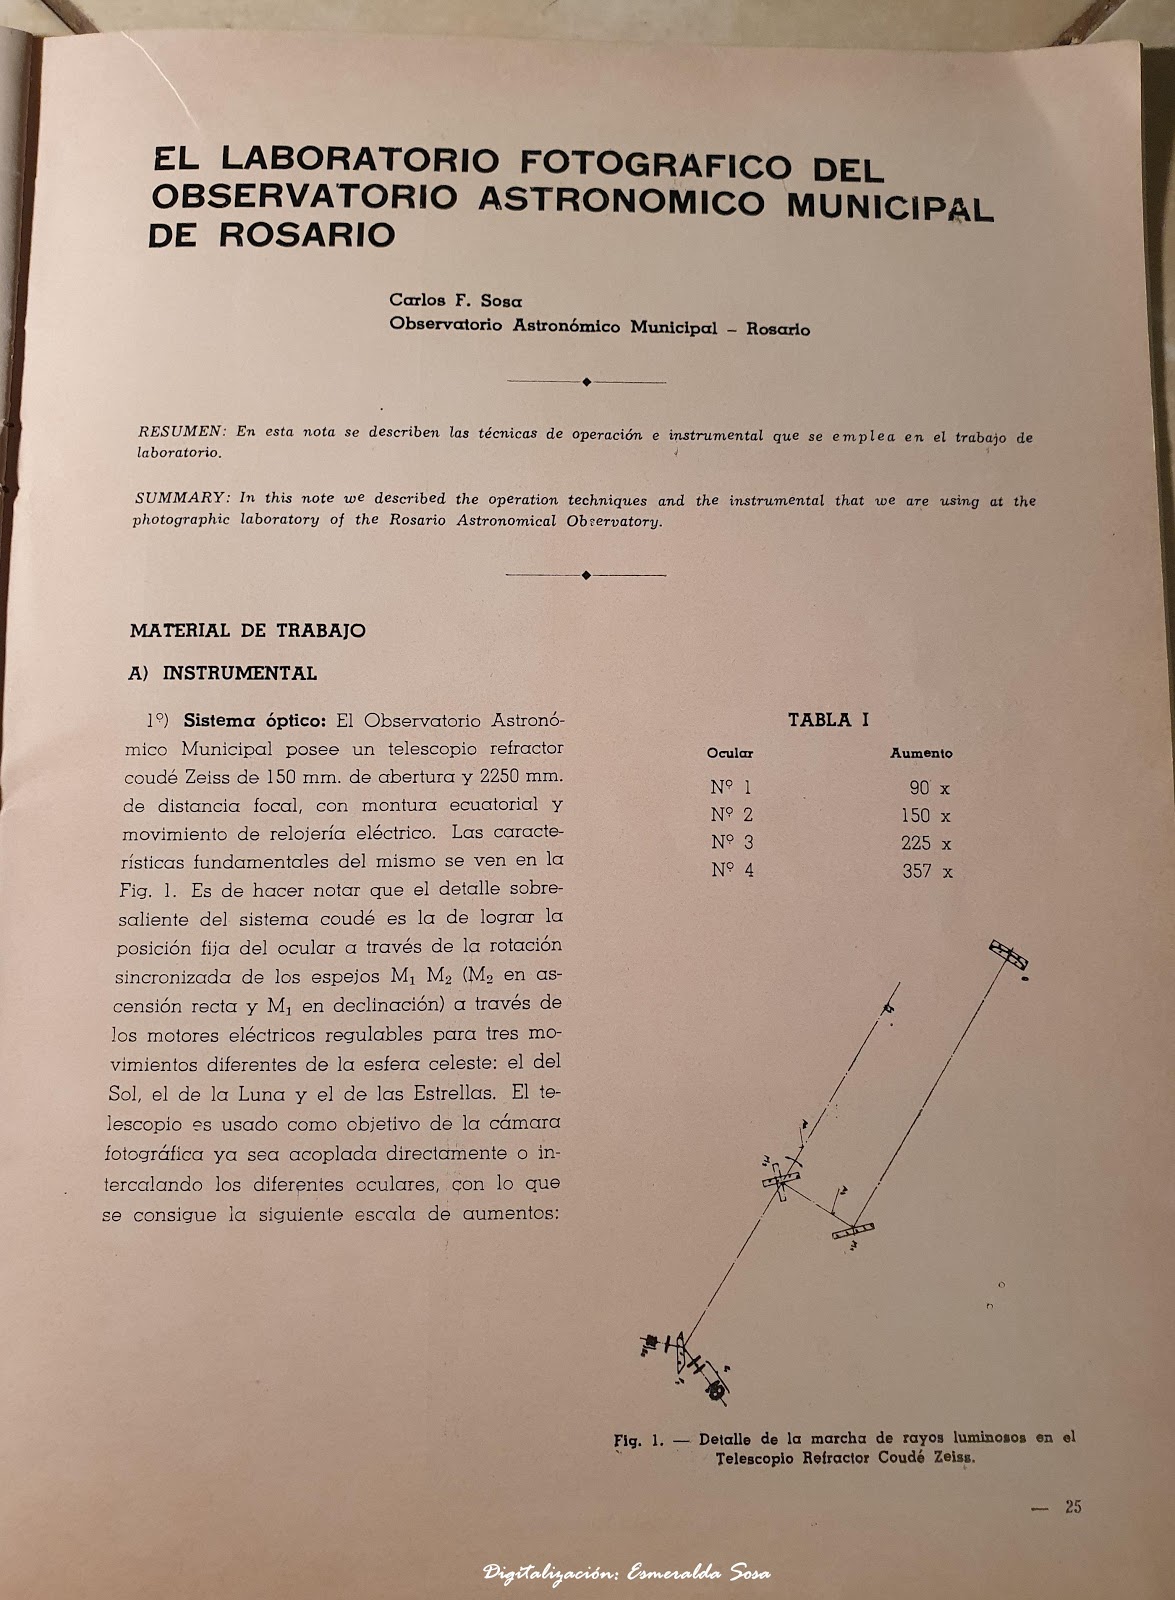 EL LABORATORIO FOTOGRAFICO DEL
OBSERVATORIO ASTRONOMICO MUNICIPAL
DE ROSARIO
Carlos F. Sosa
Observatorio Astronómico Municipal – Rosario
RESUMEN: En esta nota se describen las técnicas de operación e instrumental que se emplea en el trabajo de
laboratorio.
SUMMARY: In this note we described the operation techniques and the instrumental that we are using at the
photographic laboratory of the Rosario Astronomical Observatory.
MATERIAL DE TRABAJO
A) INSTRUMENTAL
1º) Sistema óptico: El Observatorio Astronó-
mico Municipal posee un telescopio refractor
coudé Zeiss de 150 mm. de abertura y 2250 mm.
de distancia focal, con montura ecuatorial y
movimiento de relojería eléctrico. Las caracte-
rísticas fundamentales del mismo se ven en la
Fig. 1. Es de hacer notar que el detalle sobre-
saliente del sistema coudé es la de lograr la
posición fija del ocular a través de la rotación
sincronizada de los espejos M₁ M₂ (M₂ en as-
censión recta y M₁ en declinación) a través de
los motores eléctricos regulables para tres mo-
vimientos diferentes de la esfera celeste: el del
Sol, el de la Luna y el de las Estrellas. El te-
lescopio es usado como objetivo de la cámara
fotográfica ya sea acoplada directamente o in-
tercalando los diferentes oculares, con lo que
se consigue la siguiente escala de aumentos:
TABLA I
Ocular Aumento
Nº 1 90 x
Nº 2 150 x
Nº 3 225 x
Nº 4 357 x
Fig. 1. — Detalle de la marcha de rayos luminosos en el
Telescopio Refractor Coudé Zeiss.
— 25
Digitalización: Esmeralda Sosa